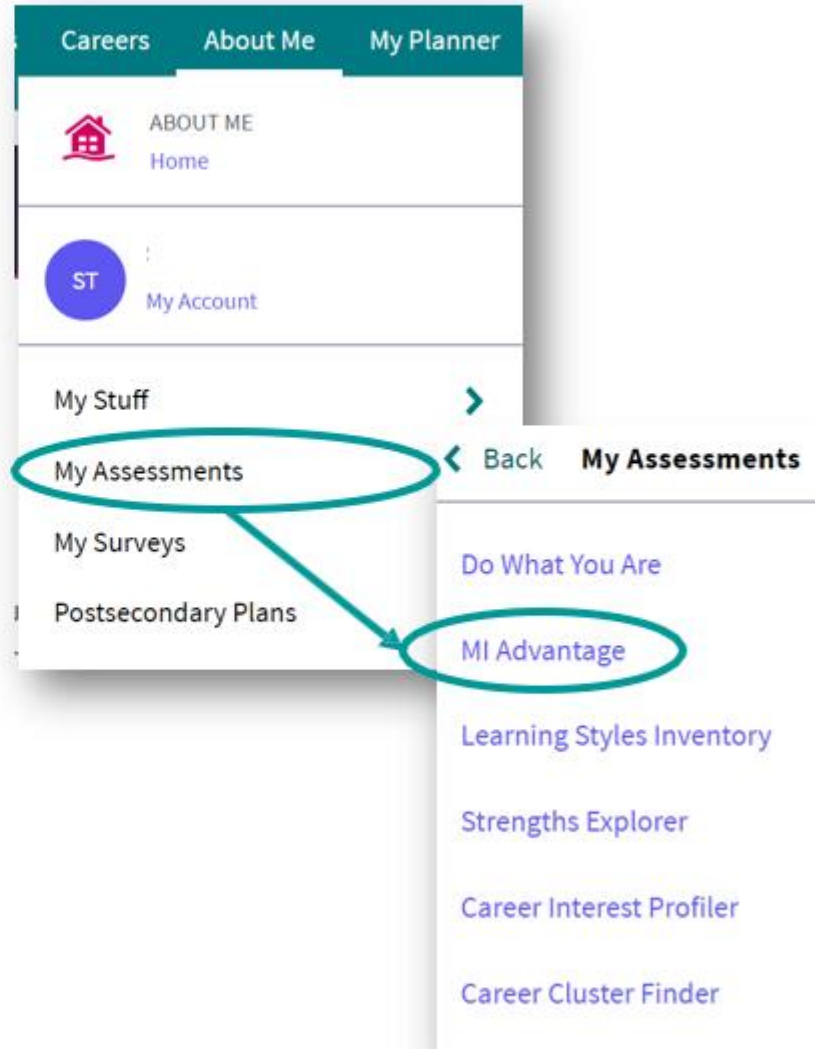 Careers About Me My Planner
ABOUT ME
Home
ST
My Account
My Stuff
My Assessments
My Surveys
Postsecondary Plans
Back My Assessments
Do What You Are
MI Advantage
Learning Styles Inventory
Strengths Explorer
Career Interest Profiler
Career Cluster Finder